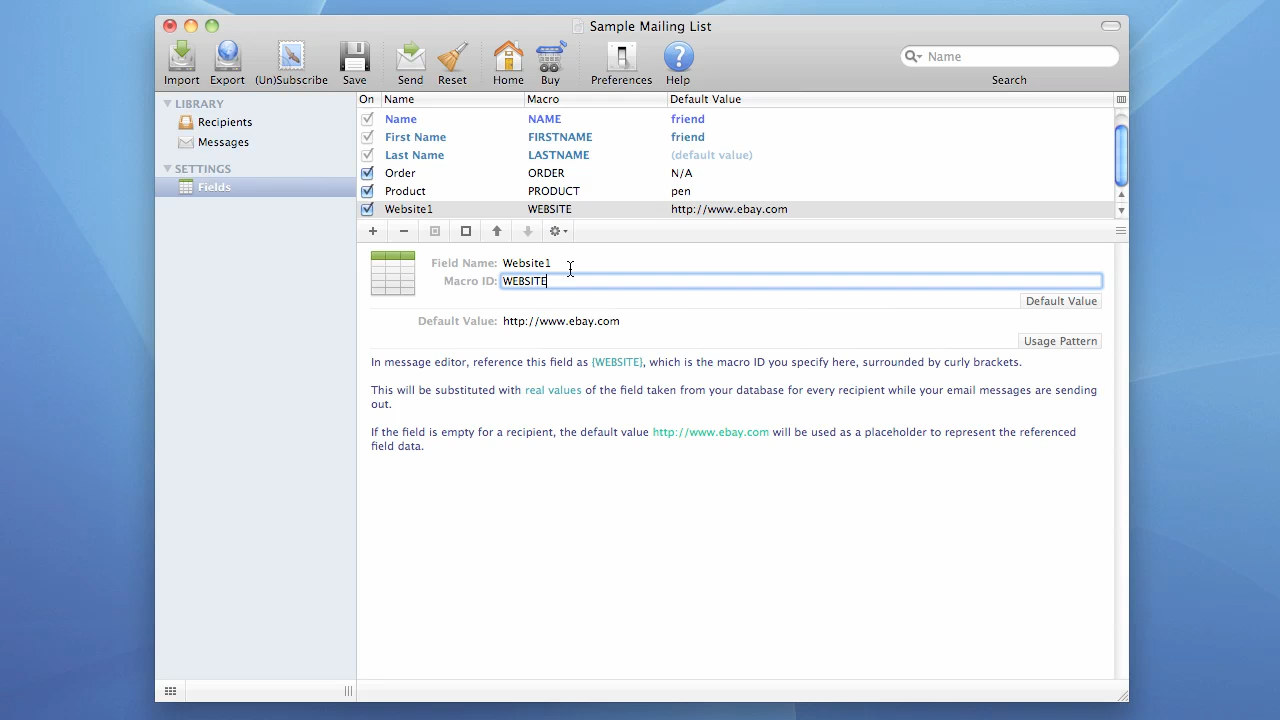 Sample Mailing List
Import Export (Un)Subscribe Save Send Reset Home Buy Preferences Help Name Search
LIBRARY
Recipients
Messages
SETTINGS
Fields
On Name Macro Default Value
Name NAME friend
First Name FIRSTNAME friend
Last Name LASTNAME (default value)
Order ORDER N/A
Product PRODUCT pen
Website1 WEBSITE http://www.ebay.com
Field Name: Website1
Macro ID: WEBSITE
Default Value
Default Value: http://www.ebay.com
Usage Pattern
In message editor, reference this field as {WEBSITE}, which is the macro ID you specify here, surrounded by curly brackets.
This will be substituted with real values of the field taken from your database for every recipient while your email messages are sending
out.
If the field is empty for a recipient, the default value http://www.ebay.com will be used as a placeholder to represent the referenced
field data.